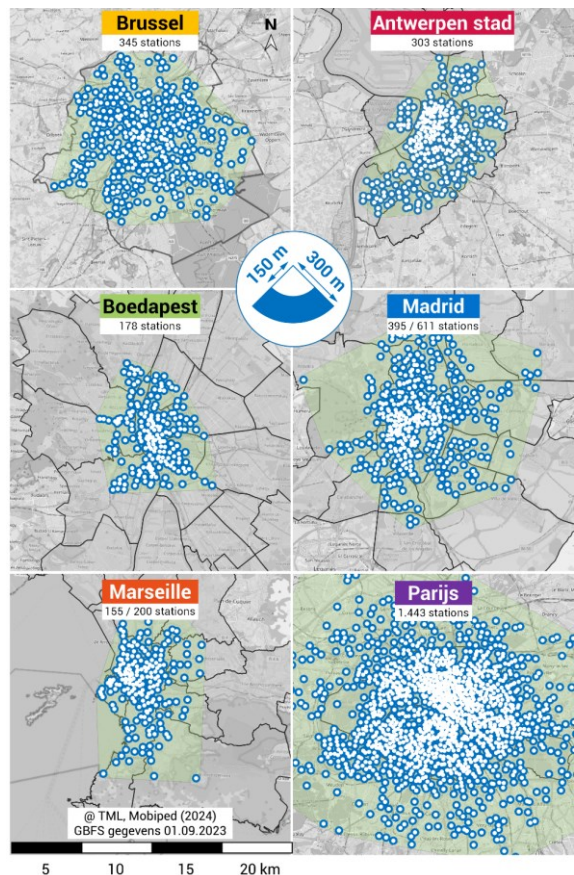 Brussel
345 stations
N
Antwerpen stad
303 stations
150 m
300 m
Boedapest
178 stations
Madrid
395 / 611 stations
Marseille
155 / 200 stations
Parijs
1.443 stations
@ TML, Mobiped (2024)
GBFS gegevens 01.09.2023
5 10 15 20 km